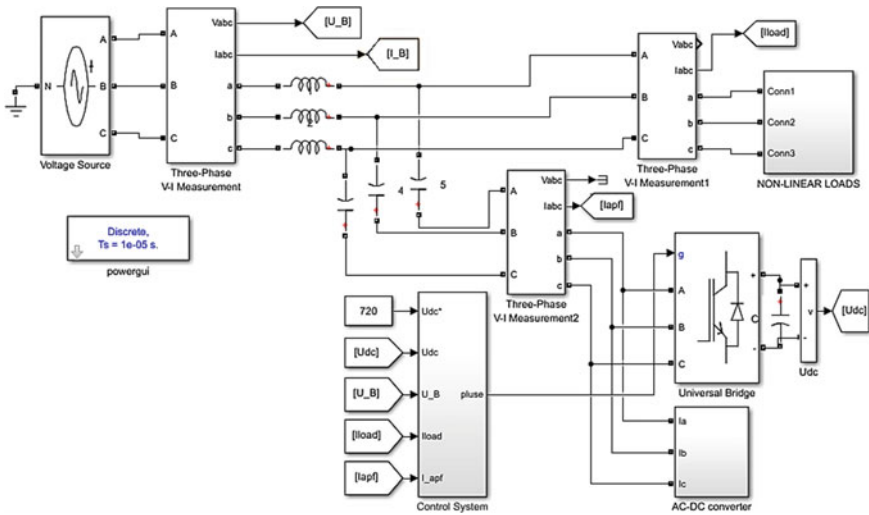 [U_B]
[I_B]
[Iload]
N
A
B
C
Voltage Source
A
B
C
Vabc
Iabc
a
b
c
Three-Phase
V-I Measurement
1
2
4
5
A
B
C
Vabc
Iabc
a
b
c
Three-Phase
V-I Measurement1
Conn1
Conn2
Conn3
NON-LINEAR LOADS
Discrete,
Ts = 1e-05 s.
powergui
A
B
C
Vabc
Iabc
a
b
c
[Iapf]
Three-Phase
V-I Measurement2
720
[Udc]
[U_B]
[Iload]
[Iapf]
Udc*
Udc
U_B
Iload
I_apf
pluse
Control System
g
A
B
C
+
C
-
Universal Bridge
+
v
-
Udc
[Udc]
Ia
Ib
Ic
AC-DC converter